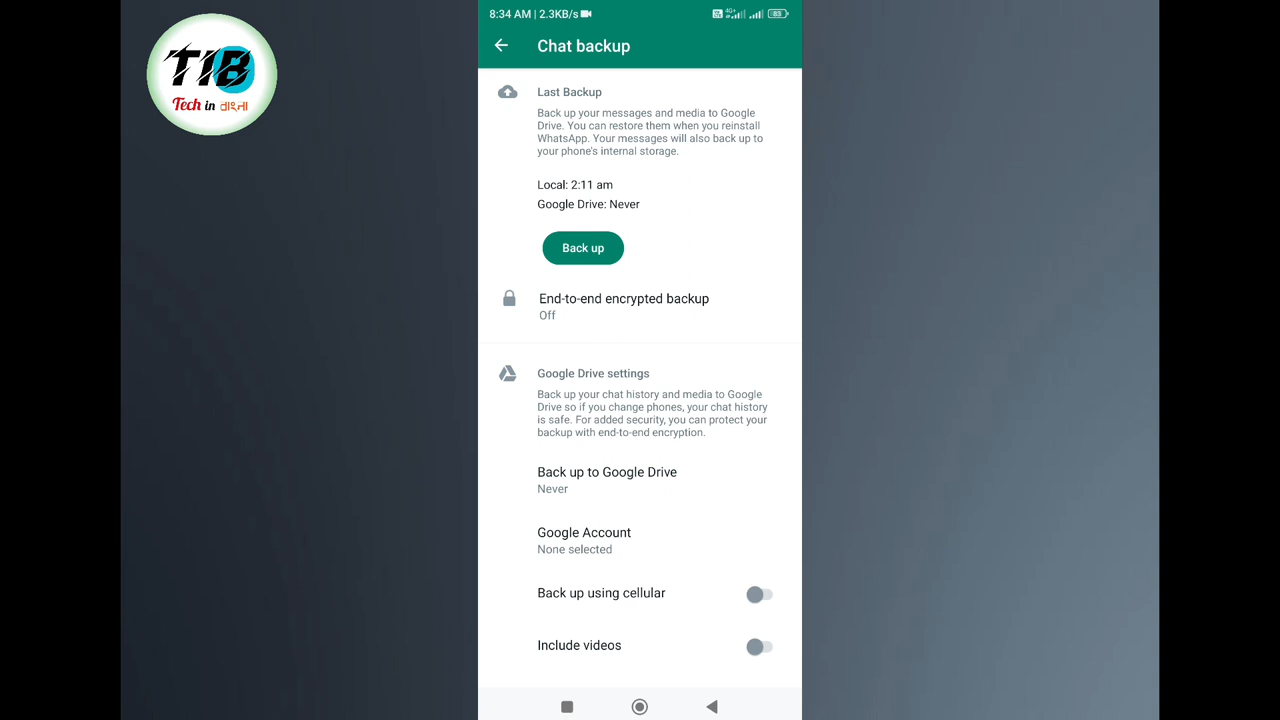 TIB
Tech in বাংলা
8:34 AM | 2.3KB/s
4G+
83
Chat backup
Last Backup
Back up your messages and media to Google
Drive. You can restore them when you reinstall
WhatsApp. Your messages will also back up to
your phone's internal storage.
Local: 2:11 am
Google Drive: Never
Back up
End-to-end encrypted backup
Off
Google Drive settings
Back up your chat history and media to Google
Drive so if you change phones, your chat history
is safe. For added security, you can protect your
backup with end-to-end encryption.
Back up to Google Drive
Never
Google Account
None selected
Back up using cellular
Include videos